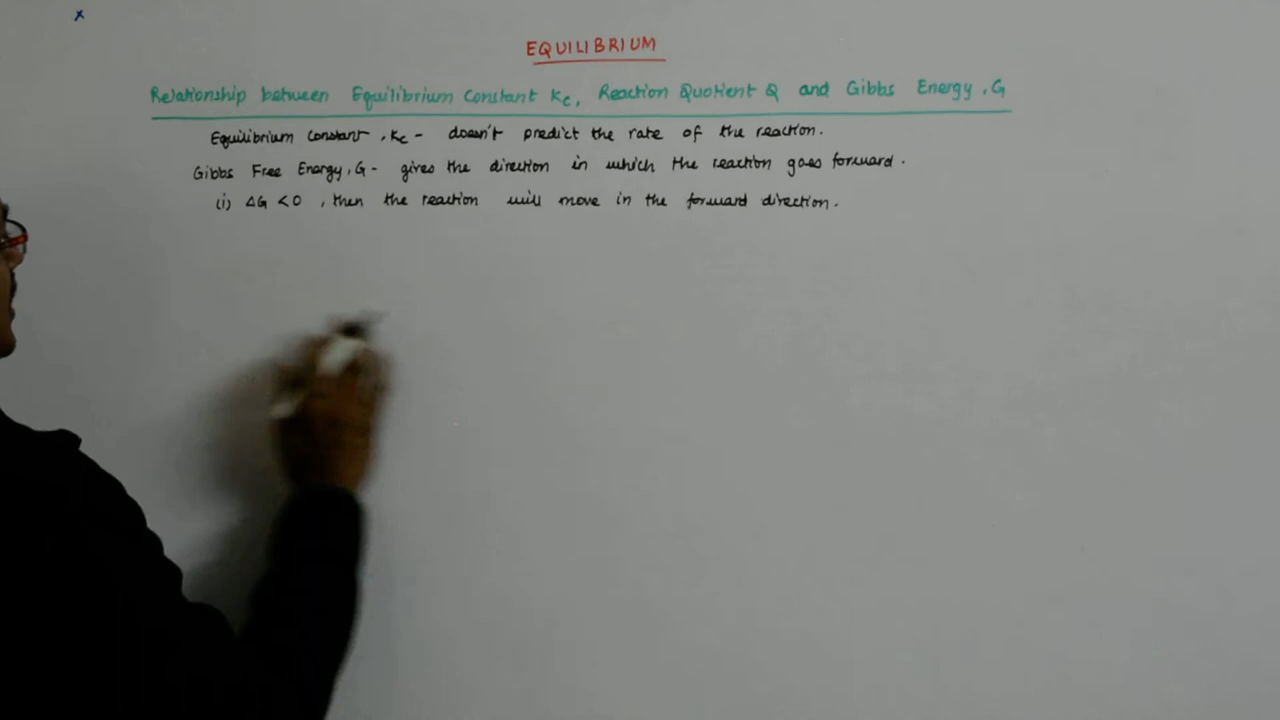 x
EQUILIBRIUM
Relationship between Equilibrium Constant Kc, Reaction Quotient Q and Gibbs Energy, G
Equilibrium Constant, Kc - doesn't predict the rate of the reaction.
Gibbs Free Energy, G - gives the direction in which the reaction goes forward.
(i) ΔG < 0, then the reaction will move in the forward direction.